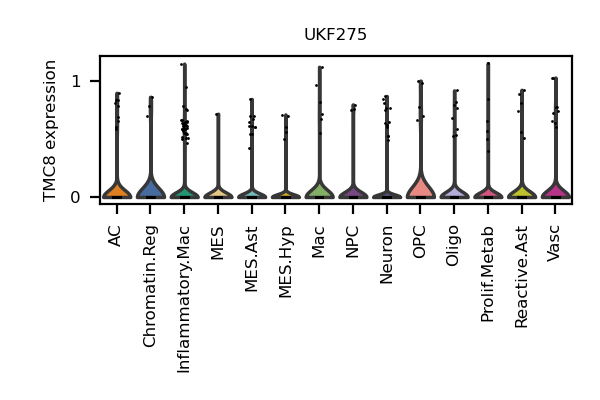 UKF275
TMC8 expression
1
0
AC
Chromatin.Reg
Inflammatory.Mac
MES
MES.Ast
MES.Hyp
Mac
NPC
Neuron
OPC
Oligo
Prolif.Metab
Reactive.Ast
Vasc